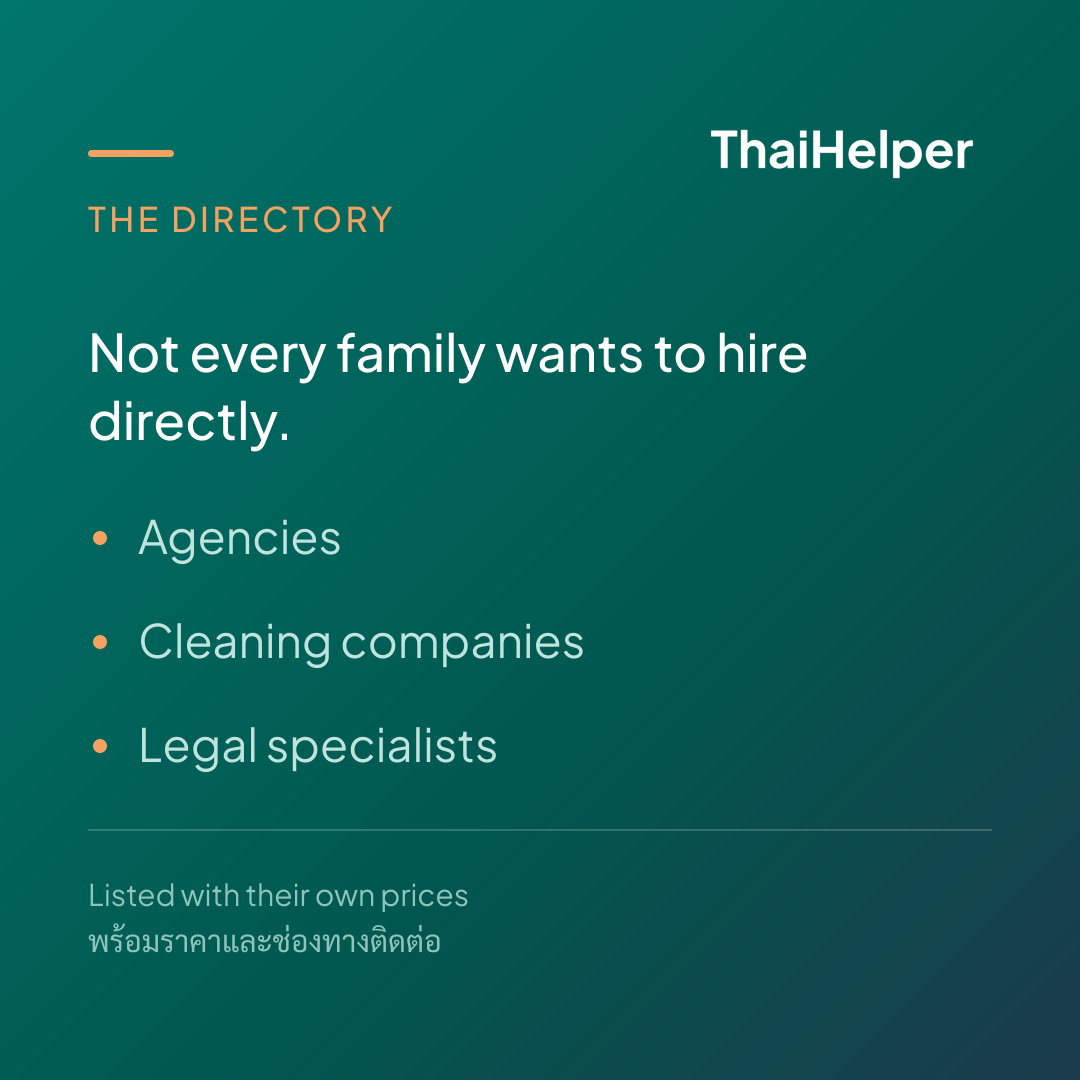 ThaiHelper
THE DIRECTORY
Not every family wants to hire
directly.
• Agencies
• Cleaning companies
• Legal specialists
Listed with their own prices
พร้อมราคาและช่องทางติดต่อ